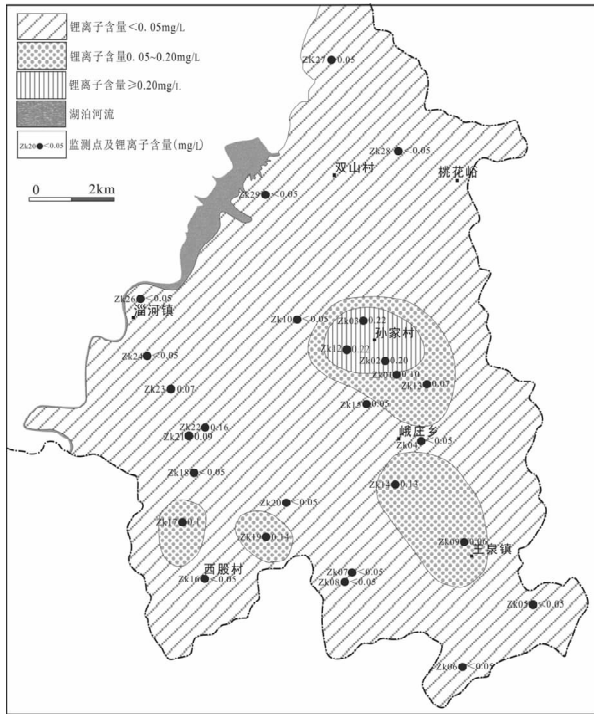 锂离子含量＜0.05mg/L
锂离子含量0.05~0.20mg/L
锂离子含量≥0.20mg/L
湖泊河流
Zk20 <0.05 监测点及锂离子含量(mg/L)
0 2km
ZK27 0.05
Zk28 <0.05
双山村
桃花峪
Zk29 <0.05
Zk26 <0.05
淄河镇
Zk10 <0.05
Zk03 0.22
孙家村
Zk12 0.22
Zk02 0.20
Zk01 0.10
Zk13 0.07
Zk24 <0.05
Zk23 0.07
Zk15 0.05
Zk22 0.16
Zk21 0.09
峨庄乡
Zk04 <0.05
Zk18 <0.05
Zk14 0.13
Zk20 <0.05
Zk17 0.1
Zk19 0.14
Zk09 0.06
王泉镇
西股村
Zk16 <0.05
Zk07 <0.05
Zk08 <0.05
Zk05 <0.05
Zk06 <0.05